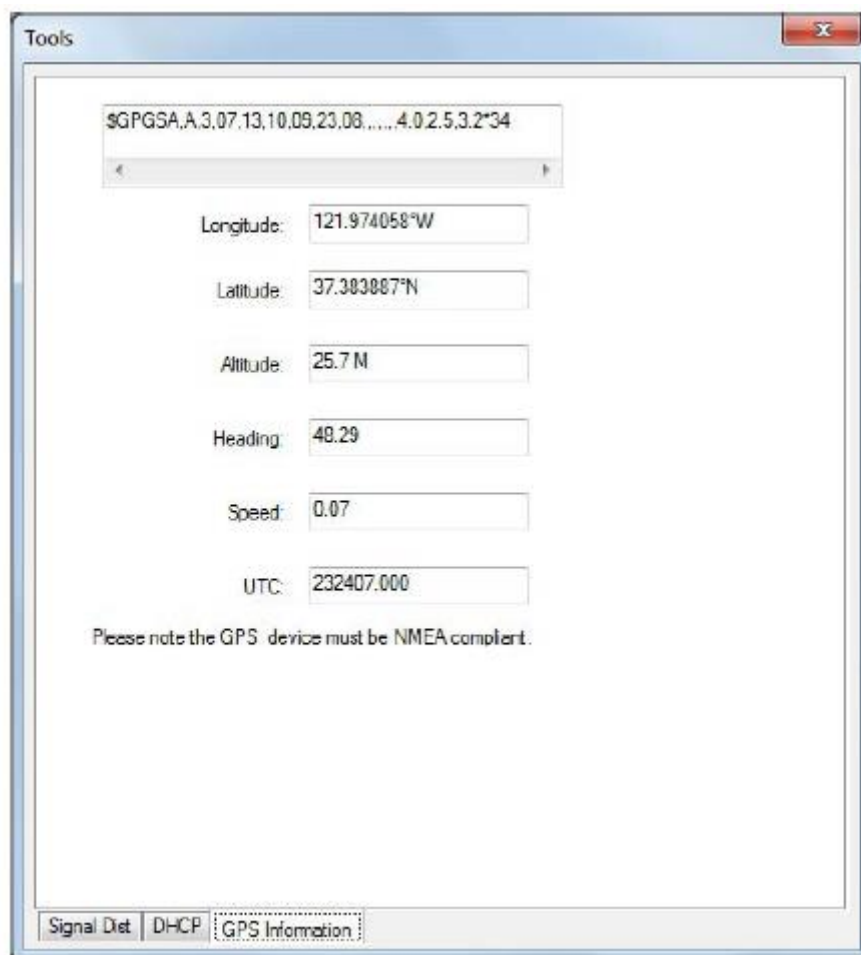 Tools
$GPGSA,A,3,07,13,10,09,23,08,,,,,,,4.0,2.5,3.2*34
Longitude: 121.974058°W
Latitude: 37.383887°N
Altitude: 25.7 M
Heading: 48.29
Speed: 0.07
UTC: 232407.000
Please note the GPS device must be NMEA compliant.
Signal Dist DHCP GPS Information